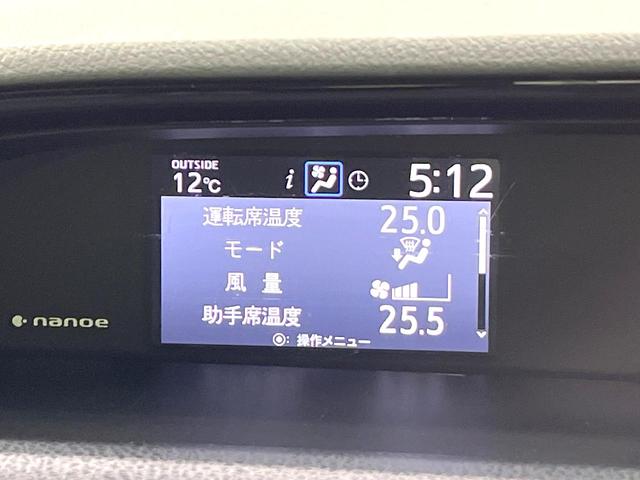 OUTSIDE
12℃ i 5:12
運転席温度 25.0
モード
風量
助手席温度 25.5
◉: 操作メニュー
nanoe